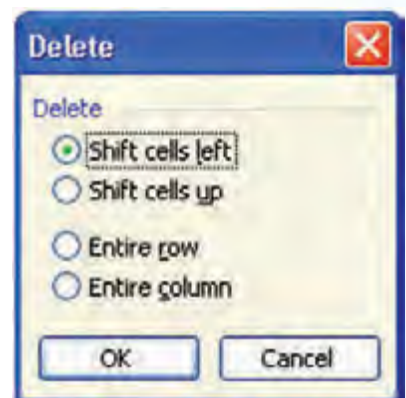 Delete
Delete
Shift cells left
Shift cells up
Entire row
Entire column
OK Cancel